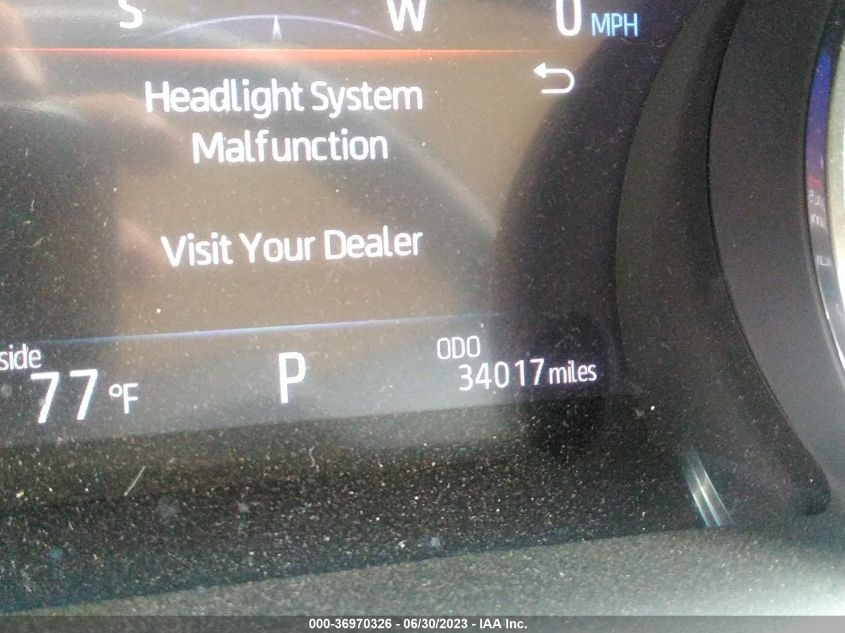 S W 0 MPH
Headlight System
Malfunction
Visit Your Dealer
side ODO
77 °F P 34017 miles
000-36970326 - 06/30/2023 - IAA Inc.